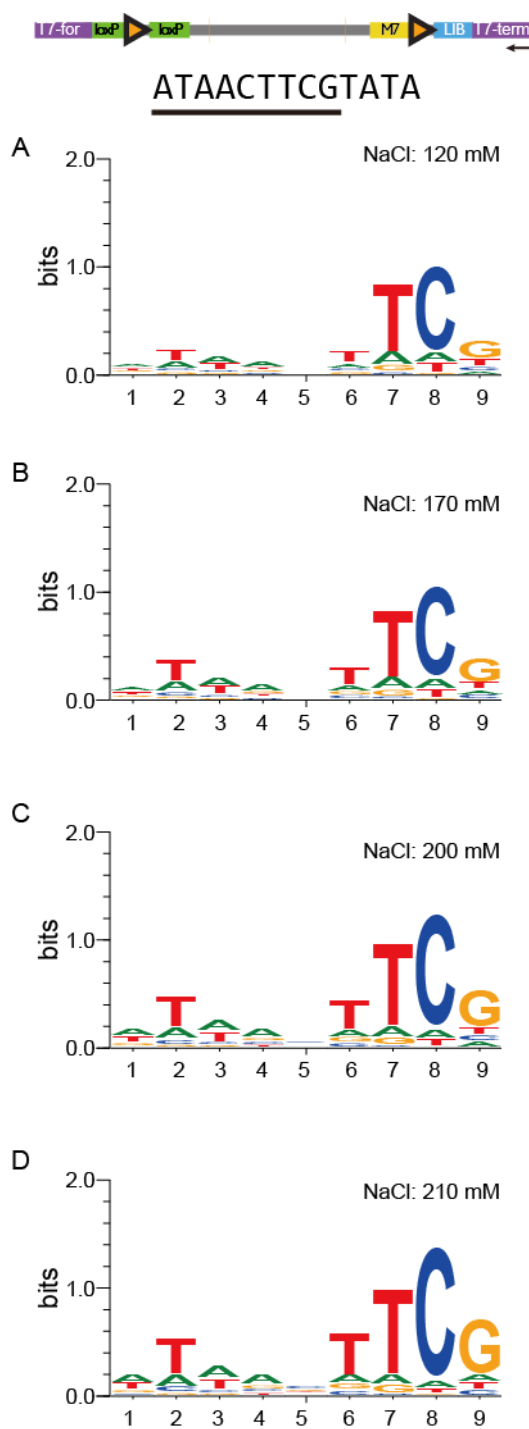 T7-for loxP loxP M7 LIB T7-term
ATAACTTCGTATA
A
NaCl: 120 mM
2.0
bits
1.0
TATA TTCG
0.0
1 2 3 4 5 6 7 8 9
B
NaCl: 170 mM
2.0
bits
1.0
0.0
1 2 3 4 5 6 7 8 9
C
NaCl: 200 mM
2.0
bits
1.0
0.0
1 2 3 4 5 6 7 8 9
D
NaCl: 210 mM
2.0
bits
1.0
0.0
1 2 3 4 5 6 7 8 9